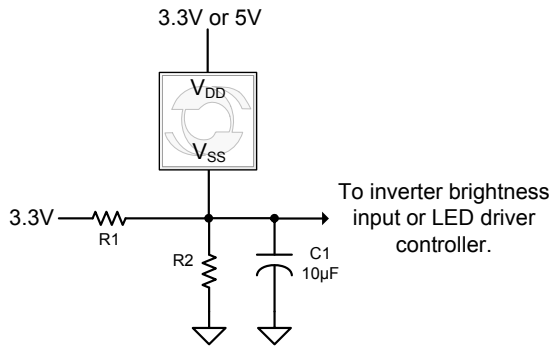 3.3V or 5V
VDD
VSS
3.3V
R1
R2
C1
10µF
To inverter brightness
input or LED driver
controller.